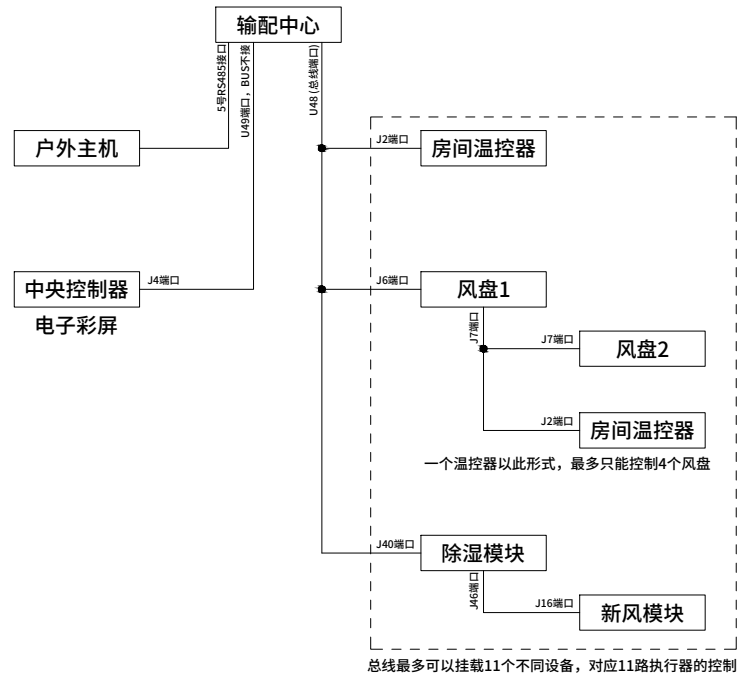 输配中心
5号RS485接口
U49端口，BUS不接
U48 (总线端口)
户外主机
J2端口
房间温控器
中央控制器
J4端口
电子彩屏
J6端口
风盘1
J7端口
J7端口
风盘2
J2端口
房间温控器
一个温控器以此形式，最多只能控制4个风盘
J40端口
除湿模块
J46端口
J16端口
新风模块
总线最多可以挂载11个不同设备，对应11路执行器的控制